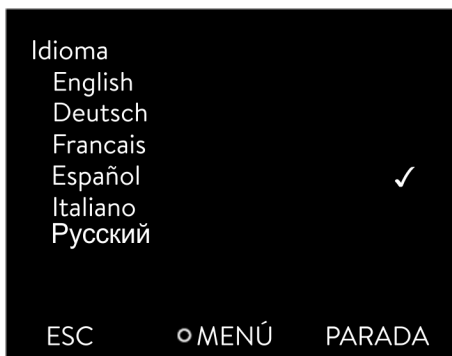 Idioma
English
Deutsch
Francais
Español
Italiano
Русский
ESC MENÚ PARADA